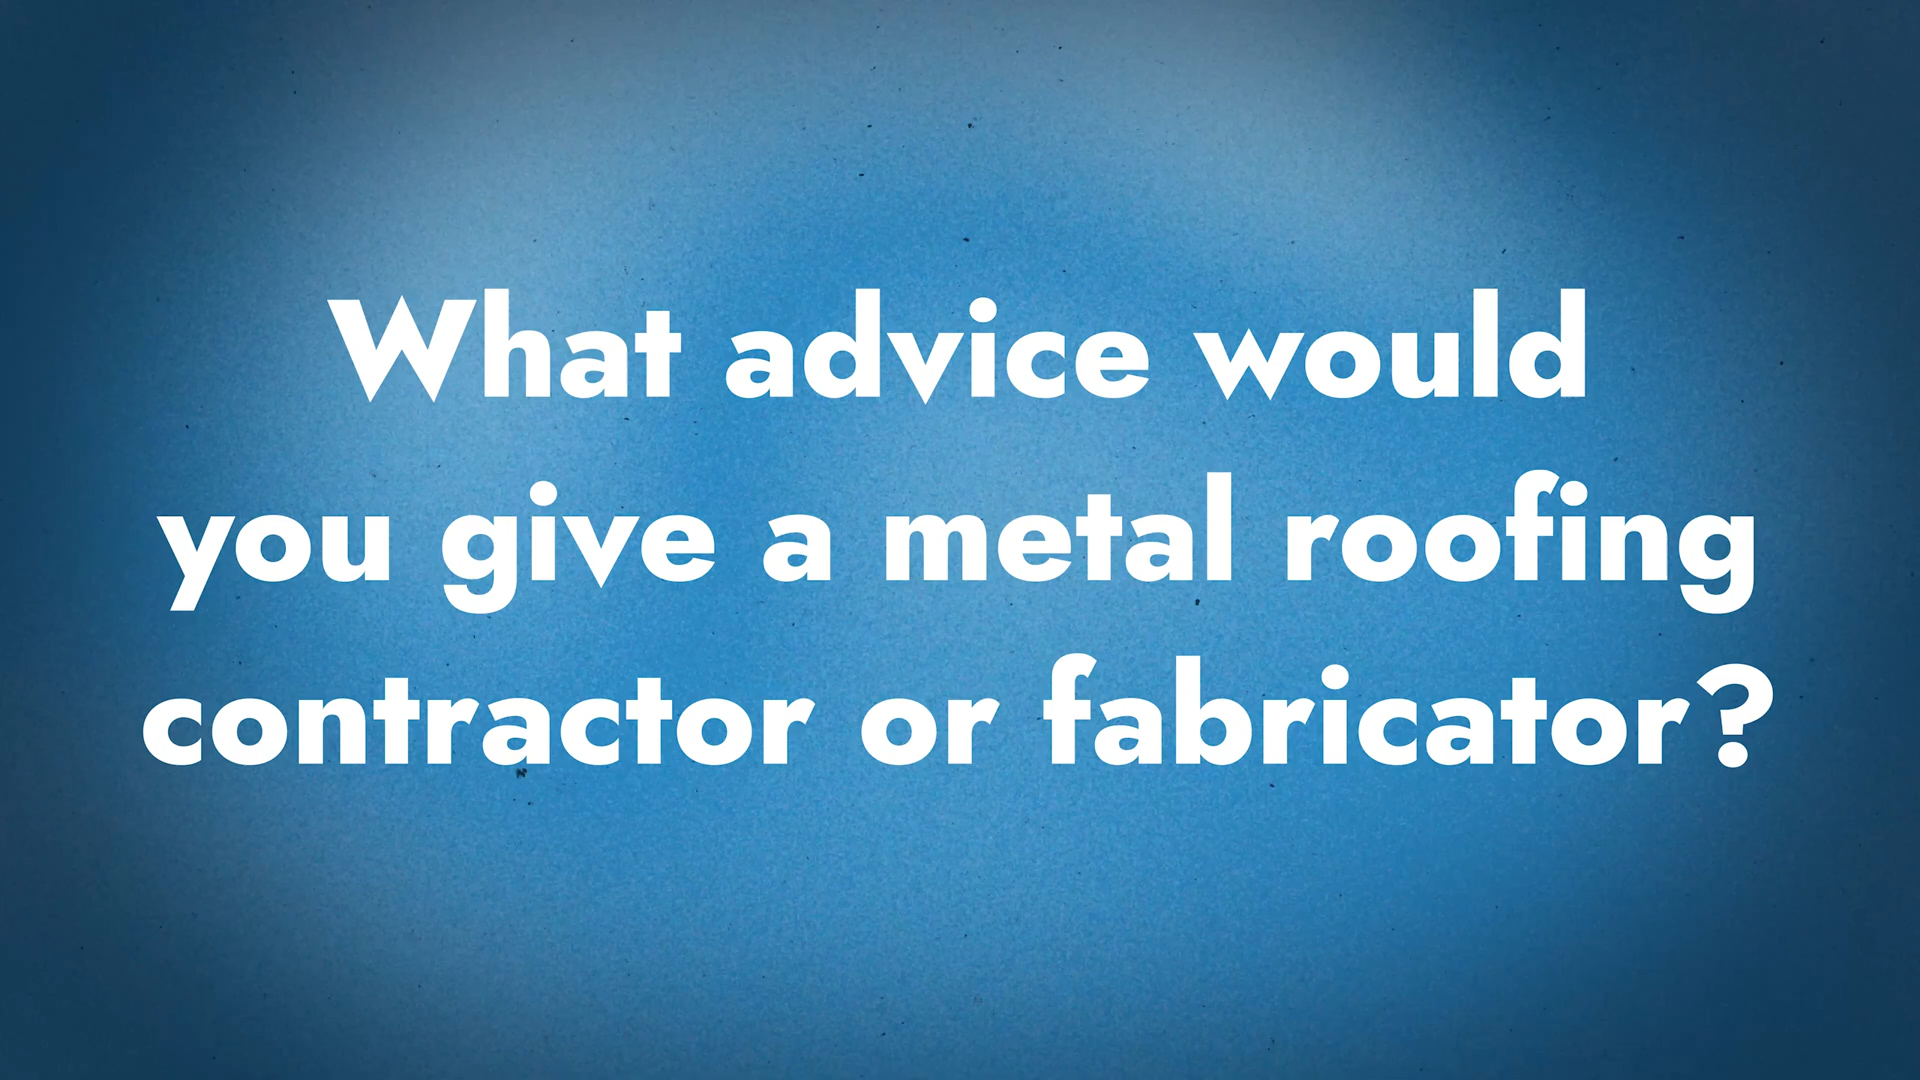 What advice would
you give a metal roofing
contractor or fabricator?